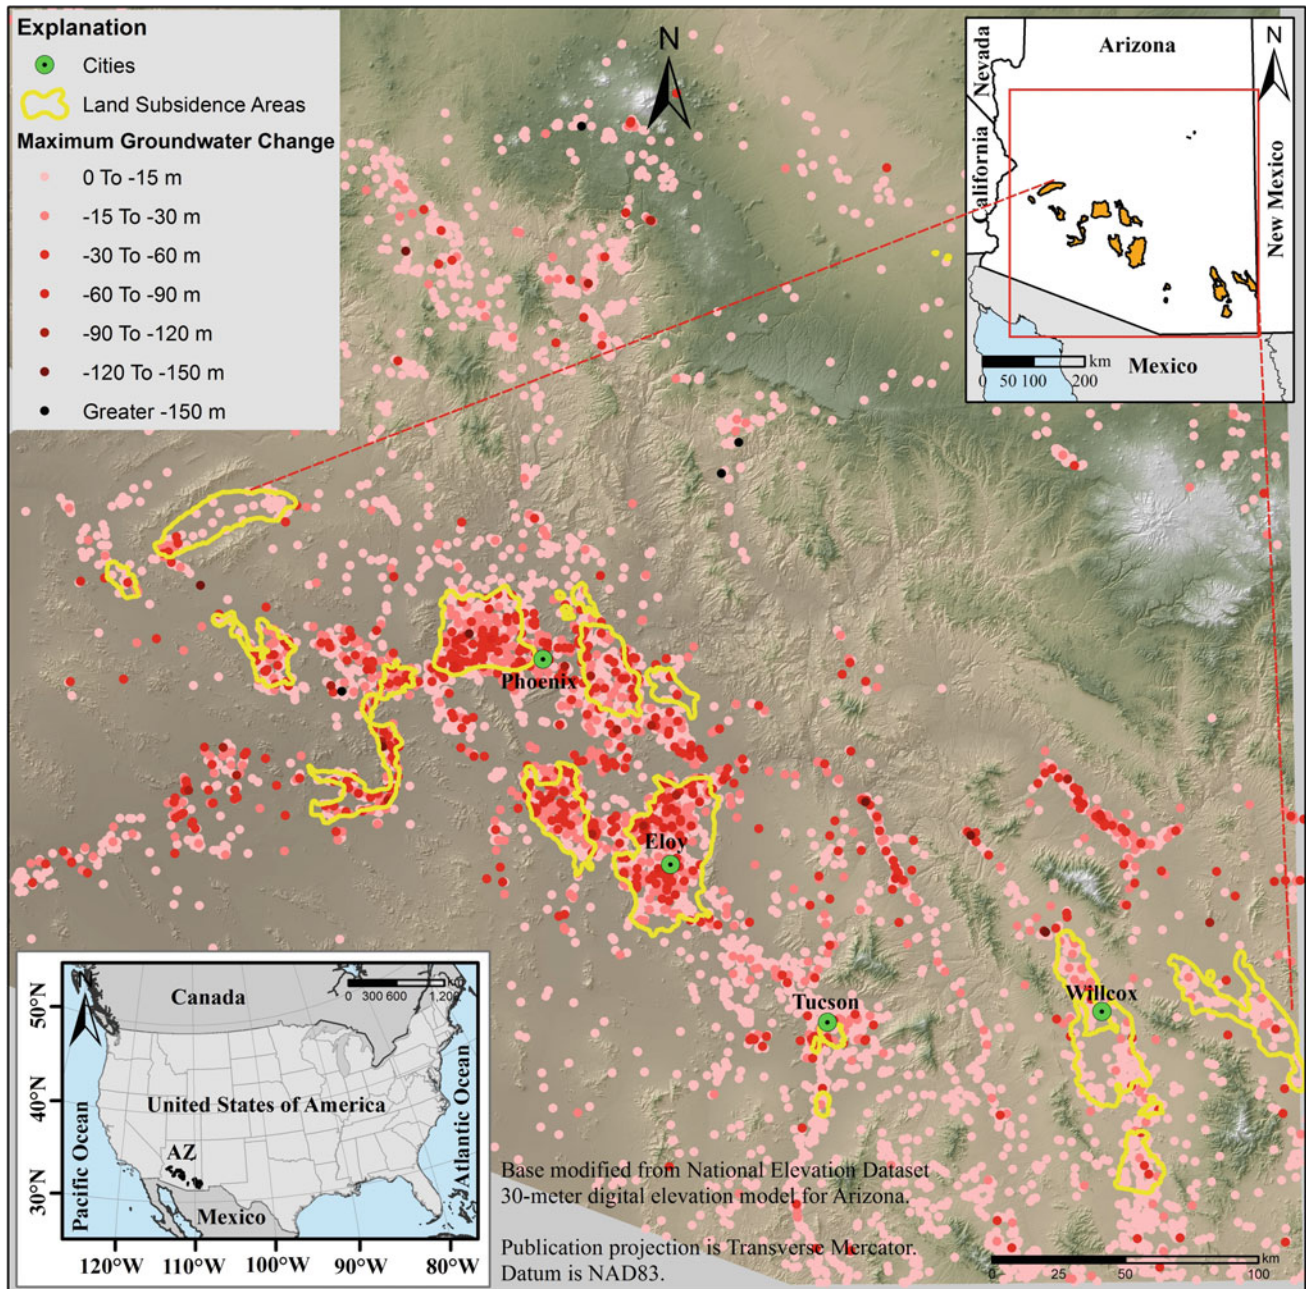 Explanation
Cities
Land Subsidence Areas
Maximum Groundwater Change
0 To -15 m
-15 To -30 m
-30 To -60 m
-60 To -90 m
-90 To -120 m
-120 To -150 m
Greater -150 m
N
N
Arizona
Nevada
California
New Mexico
Mexico
km
0 50 100 200
Phoenix
Eloy
Tucson
Willcox
N
Canada
km
0 300 600 1,200
50°N
40°N
30°N
Pacific Ocean
Atlantic Ocean
United States of America
AZ
Mexico
120°W 110°W 100°W 90°W 80°W
Base modified from National Elevation Dataset
30-meter digital elevation model for Arizona.
Publication projection is Transverse Mercator.
Datum is NAD83.
km
0 25 50 100